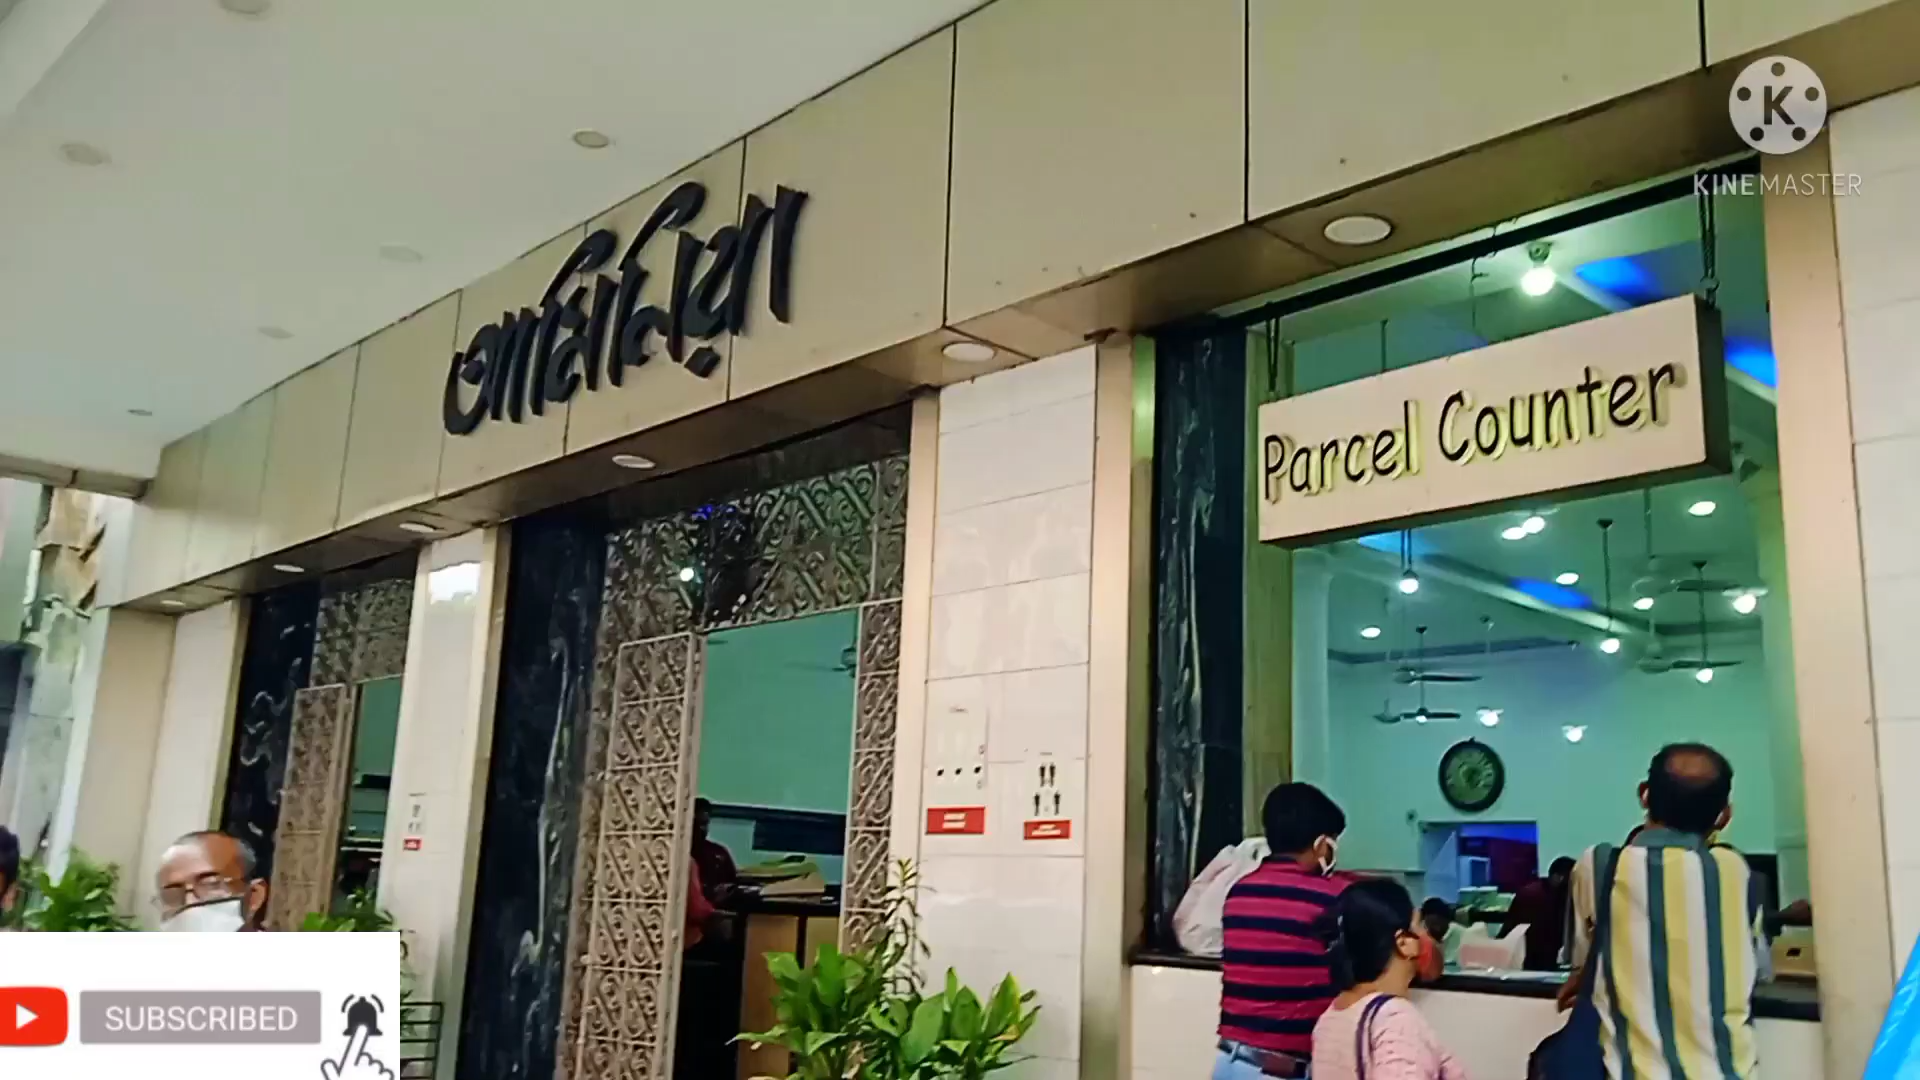 আমিনিয়া
Parcel Counter
KINEMASTER
SUBSCRIBED